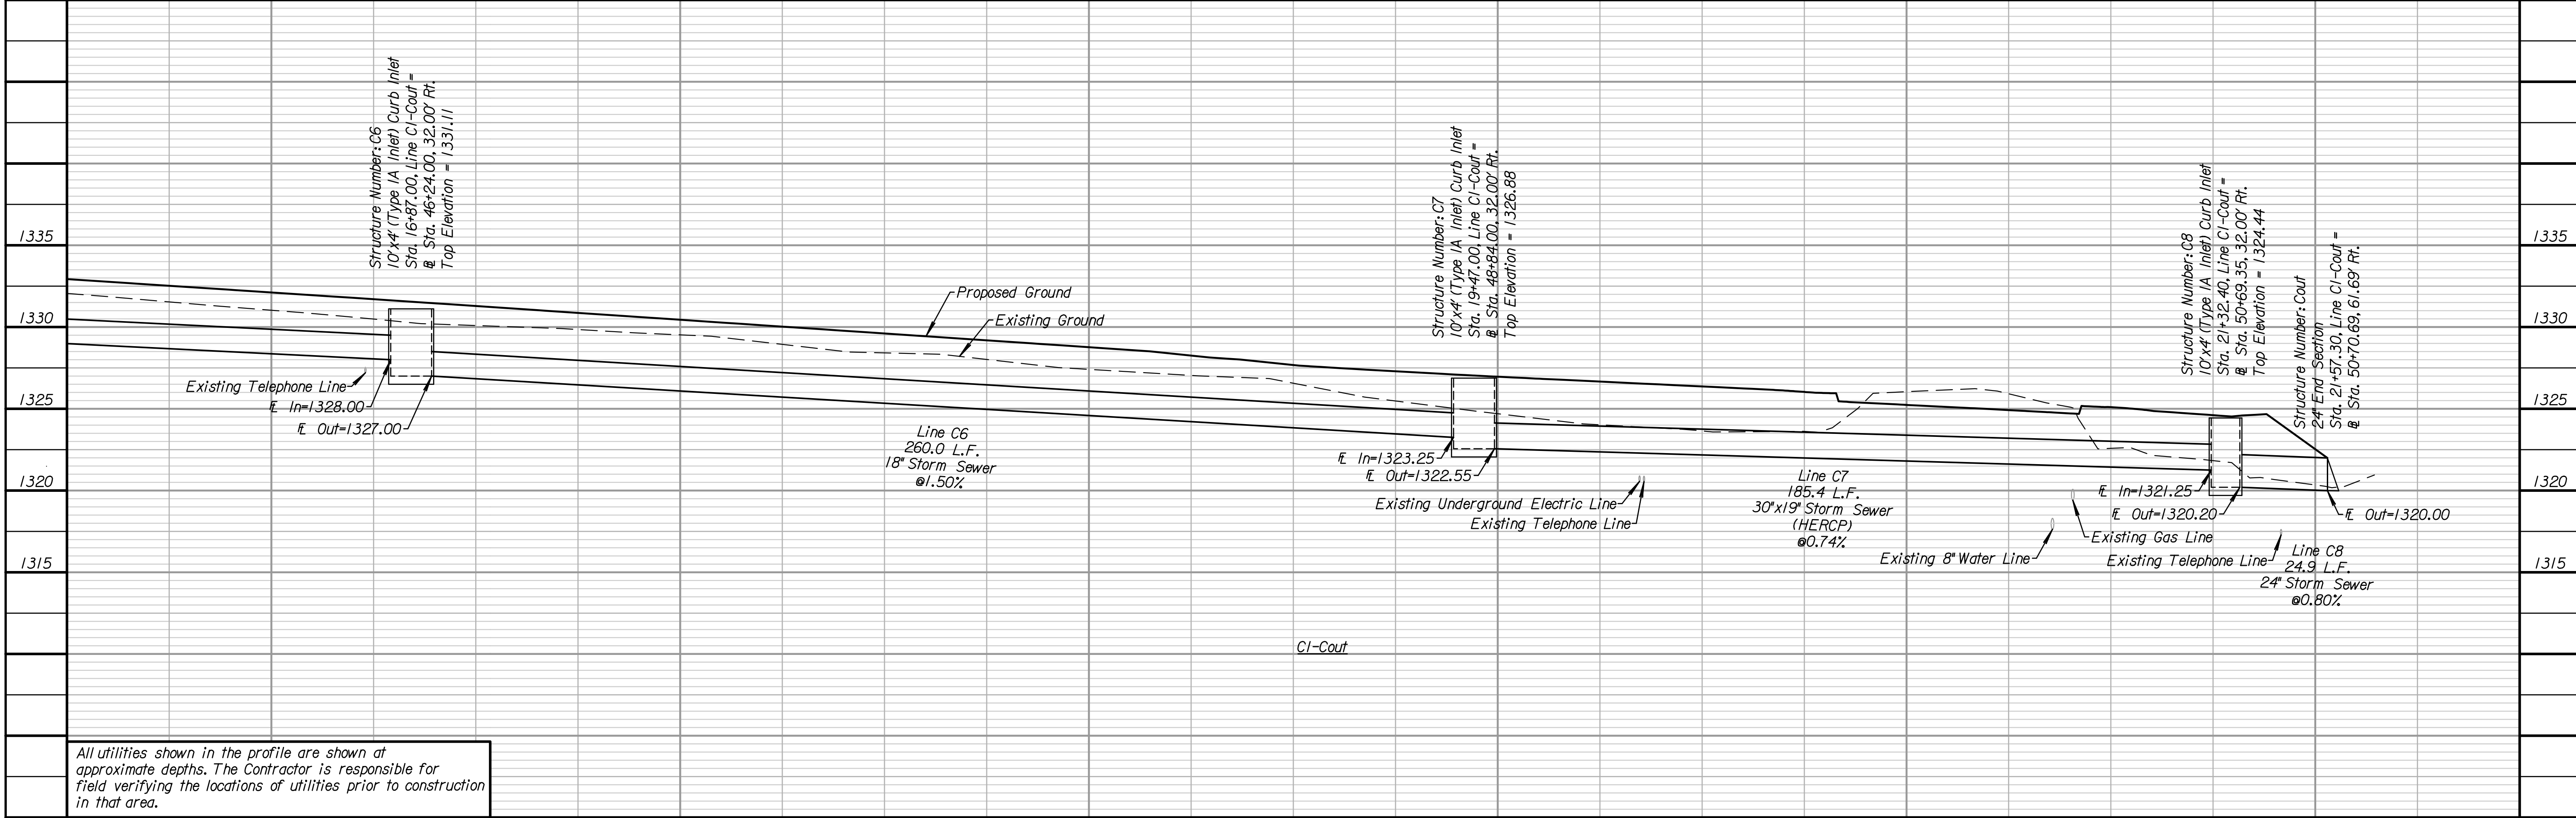 Structure Number: C6
10'x4' (Type IA Inlet) Curb Inlet
Sta. 16+87.00, Line C1-Cout =
℄ Sta. 46+24.00, 32.00' Rt.
Top Elevation = 1331.11
Structure Number: C7
10'x4' (Type IA Inlet) Curb Inlet
Sta. 19+47.00, Line C1-Cout =
℄ Sta. 48+84.00, 32.00' Rt.
Top Elevation = 1326.88
Structure Number: C8
10'x4' (Type IA Inlet) Curb Inlet
Sta. 21+32.40, Line C1-Cout =
℄ Sta. 50+69.35, 32.00' Rt.
Top Elevation = 1324.44
Structure Number: Cout
24" End Section
Sta. 21+57.30, Line C1-Cout =
℄ Sta. 50+70.69, 61.69' Rt.
1335
1335
1330
1330
1325
1325
1320
1320
1315
1315
Proposed Ground
Existing Ground
Existing Telephone Line
FL In=1328.00
FL Out=1327.00
Line C6
260.0 L.F.
18" Storm Sewer
@1.50%
FL In=1323.25
FL Out=1322.55
Existing Underground Electric Line
Existing Telephone Line
Line C7
185.4 L.F.
30"x19" Storm Sewer
(HERCP)
@0.74%
FL In=1321.25
FL Out=1320.20
FL Out=1320.00
Existing Gas Line
Existing 8" Water Line
Existing Telephone Line
Line C8
24.9 L.F.
24" Storm Sewer
@0.80%
C1-Cout
All utilities shown in the profile are shown at
approximate depths. The Contractor is responsible for
field verifying the locations of utilities prior to construction
in that area.